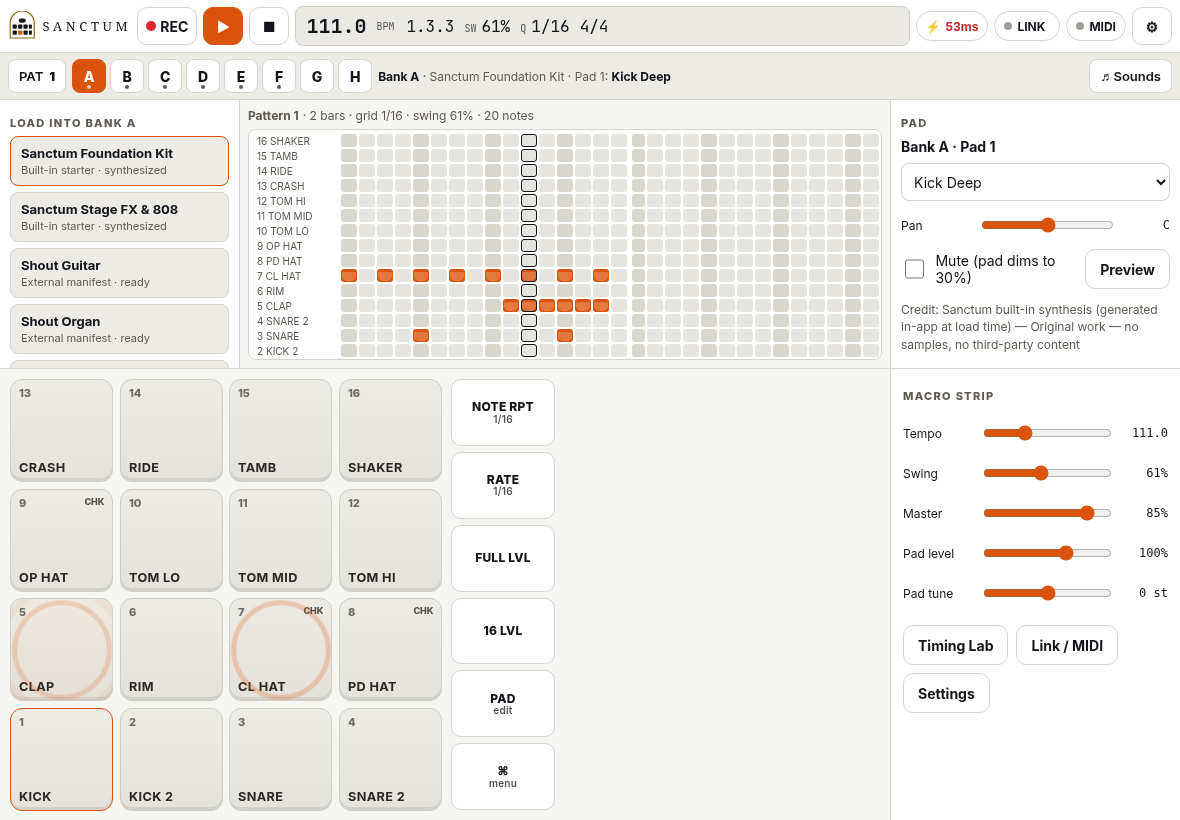 SANCTUM
REC
111.0 BPM 1.3.3 SW 61% Q 1/16 4/4
⚡ 53ms
LINK
MIDI
PAT 1
A
B
C
D
E
F
G
H
Bank A · Sanctum Foundation Kit · Pad 1: Kick Deep
♬ Sounds
LOAD INTO BANK A
Sanctum Foundation Kit
Built-in starter · synthesized
Sanctum Stage FX & 808
Built-in starter · synthesized
Shout Guitar
External manifest · ready
Shout Organ
External manifest · ready
Pattern 1 · 2 bars · grid 1/16 · swing 61% · 20 notes
16 SHAKER
15 TAMB
14 RIDE
13 CRASH
12 TOM HI
11 TOM MID
10 TOM LO
9 OP HAT
8 PD HAT
7 CL HAT
6 RIM
5 CLAP
4 SNARE 2
3 SNARE
2 KICK 2
PAD
Bank A · Pad 1
Kick Deep
Pan
C
Mute (pad dims to
30%)
Preview
Credit: Sanctum built-in synthesis (generated
in-app at load time) — Original work — no
samples, no third-party content
13
CRASH
14
RIDE
15
TAMB
16
SHAKER
9
CHK
OP HAT
10
TOM LO
11
TOM MID
12
TOM HI
5
CLAP
6
RIM
7
CHK
CL HAT
8
CHK
PD HAT
1
KICK
2
KICK 2
3
SNARE
4
SNARE 2
NOTE RPT
1/16
RATE
1/16
FULL LVL
16 LVL
PAD
edit
⌘
menu
MACRO STRIP
Tempo
111.0
Swing
61%
Master
85%
Pad level
100%
Pad tune
0 st
Timing Lab
Link / MIDI
Settings